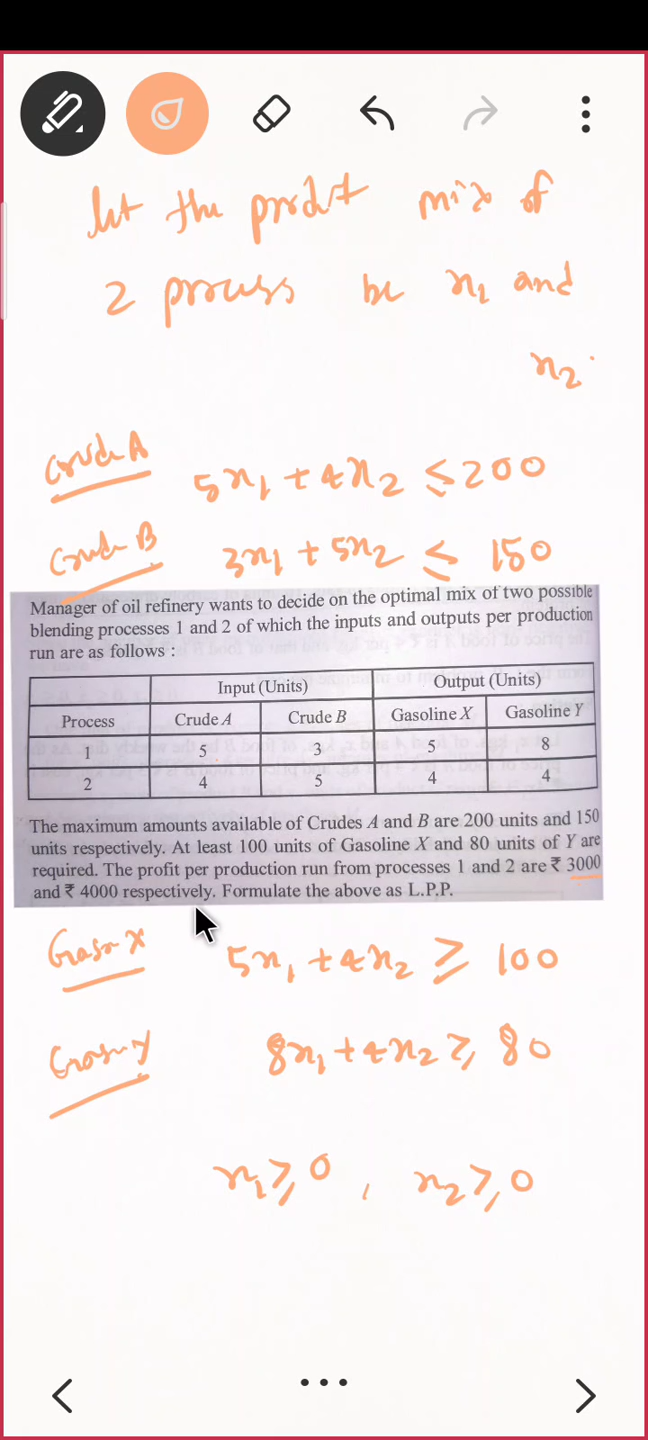 let the prodt mix of
2 process be x₁ and
x₂.
Crude A 5x₁ + 4x₂ ≤ 200
Crude B 3x₁ + 5x₂ ≤ 150
Manager of oil refinery wants to decide on the optimal mix of two possible
blending processes 1 and 2 of which the inputs and outputs per production
run are as follows :
Input (Units) Output (Units)
Process Crude A Crude B Gasoline X Gasoline Y
1 5 3 5 8
2 4 5 4 4
The maximum amounts available of Crudes A and B are 200 units and 150
units respectively. At least 100 units of Gasoline X and 80 units of Y are
required. The profit per production run from processes 1 and 2 are ₹ 3000
and ₹ 4000 respectively. Formulate the above as L.P.P.
Gason X 5x₁ + 4x₂ ≥ 100
Gason Y 8x₁ + 4x₂ ≥ 80
x₁ ≥ 0 , x₂ ≥ 0